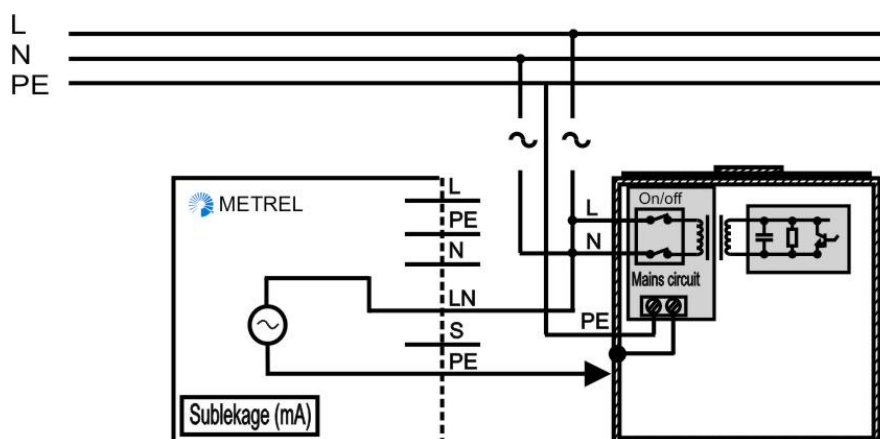 L
N
PE
METREL
L
PE
N
LN
S
PE
Sublekage (mA)
L
N
PE
On/off
Mains circuit